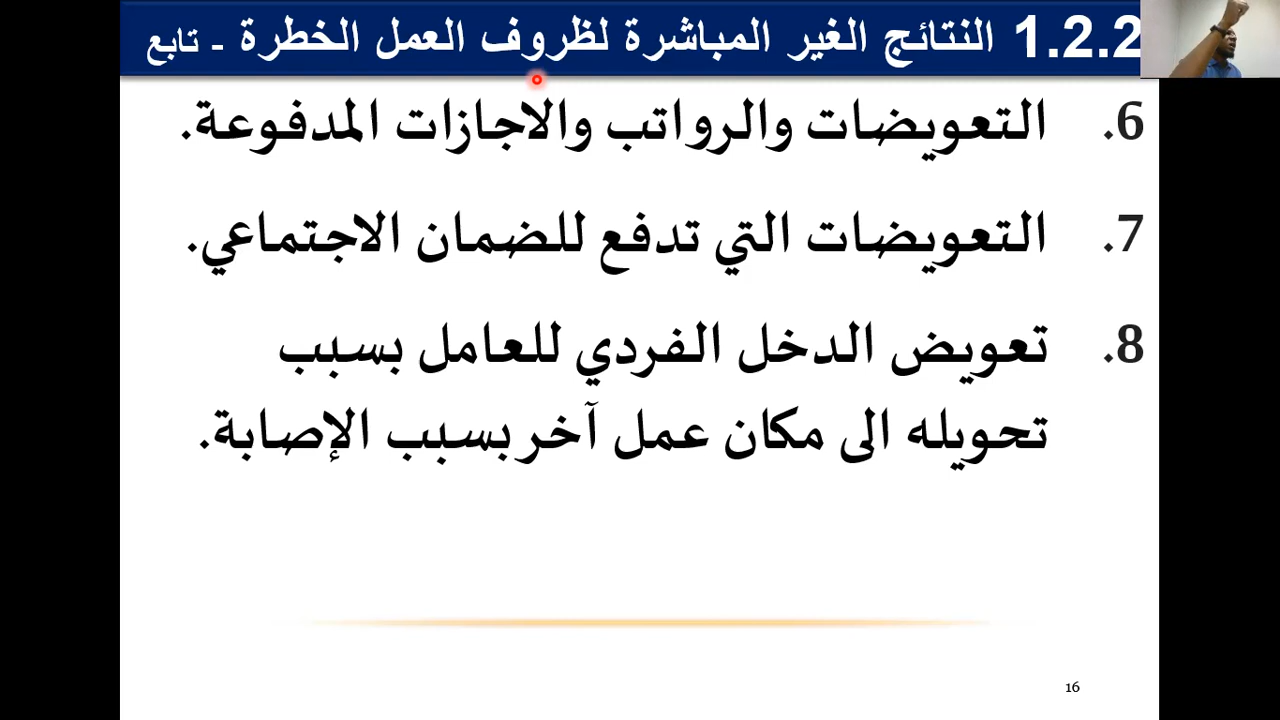 1.2.2 النتائج الغير المباشرة لظروف العمل الخطرة - تابع
6. التعويضات والرواتب والاجازات المدفوعة.
7. التعويضات التي تدفع للضمان الاجتماعي.
8. تعويض الدخل الفردي للعامل بسبب
تحويله الى مكان عمل آخر بسبب الإصابة.
16